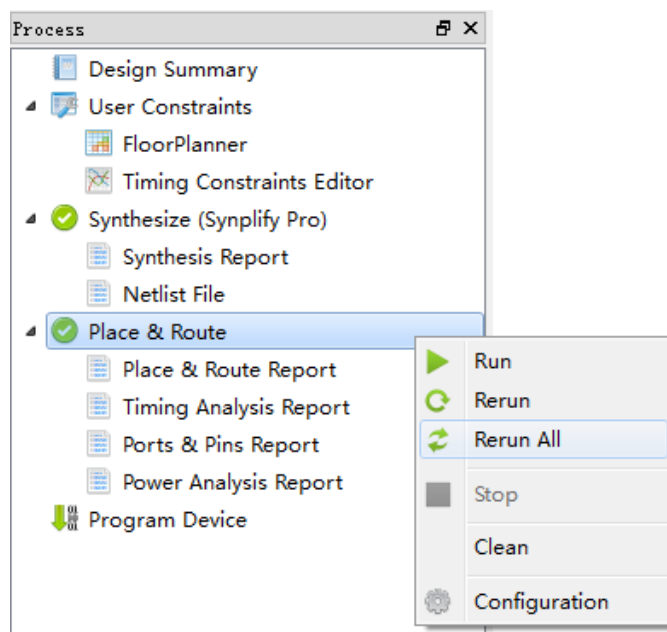 Process
Design Summary
User Constraints
FloorPlanner
Timing Constraints Editor
Synthesize (Synplify Pro)
Synthesis Report
Netlist File
Place & Route
Place & Route Report
Timing Analysis Report
Ports & Pins Report
Power Analysis Report
Program Device
Run
Rerun
Rerun All
Stop
Clean
Configuration